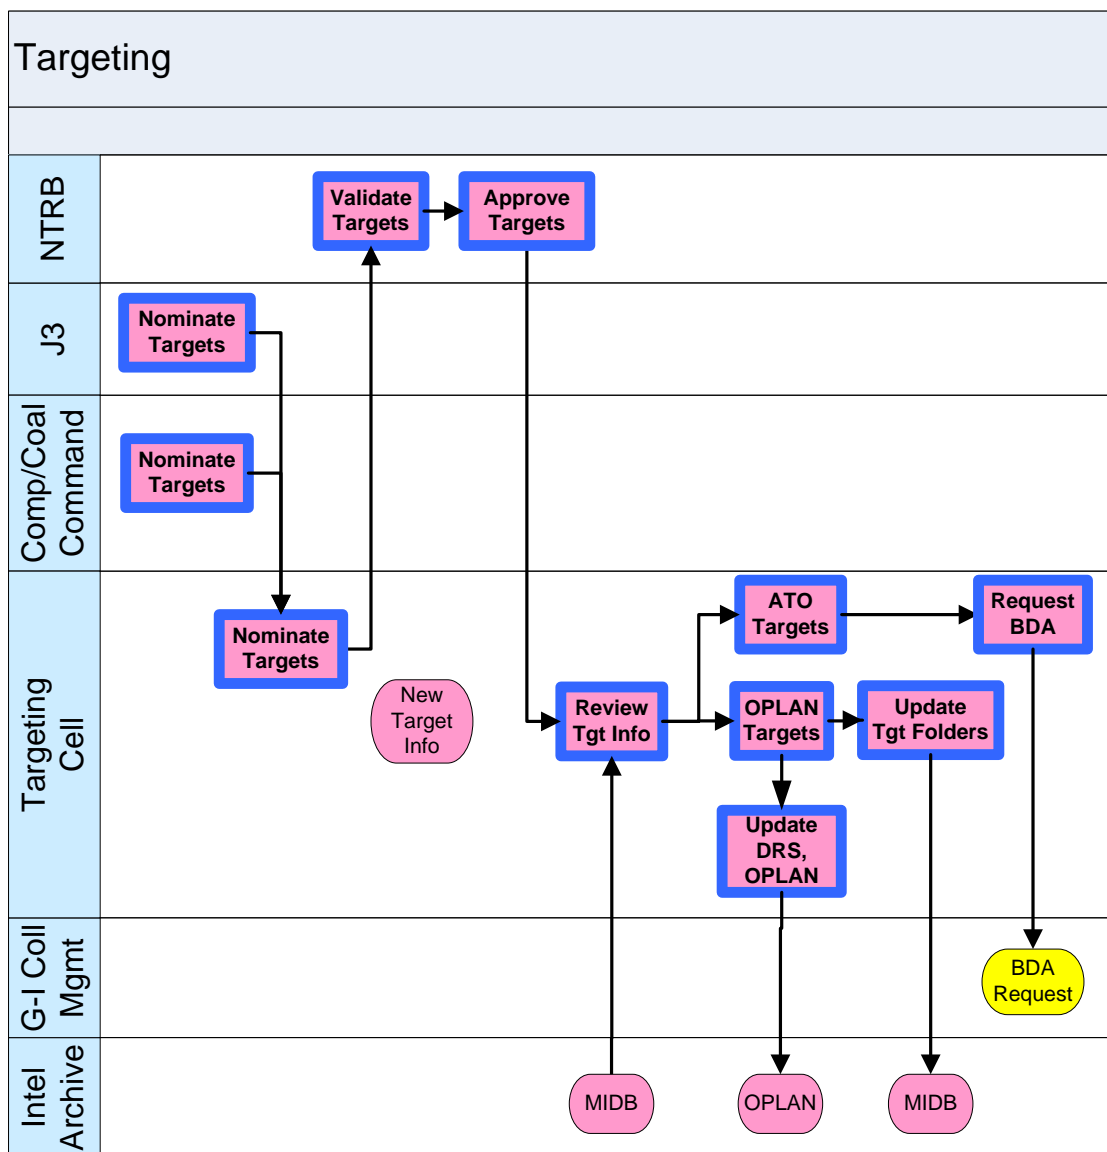 Targeting
NTRB
Validate
Targets
Approve
Targets
J3
Nominate
Targets
Comp/Coal
Command
Nominate
Targets
Targeting
Cell
Nominate
Targets
New
Target
Info
Review
Tgt Info
ATO
Targets
Request
BDA
OPLAN
Targets
Update
Tgt Folders
Update
DRS,
OPLAN
G-I Coll
Mgmt
BDA
Request
Intel
Archive
MIDB
OPLAN
MIDB